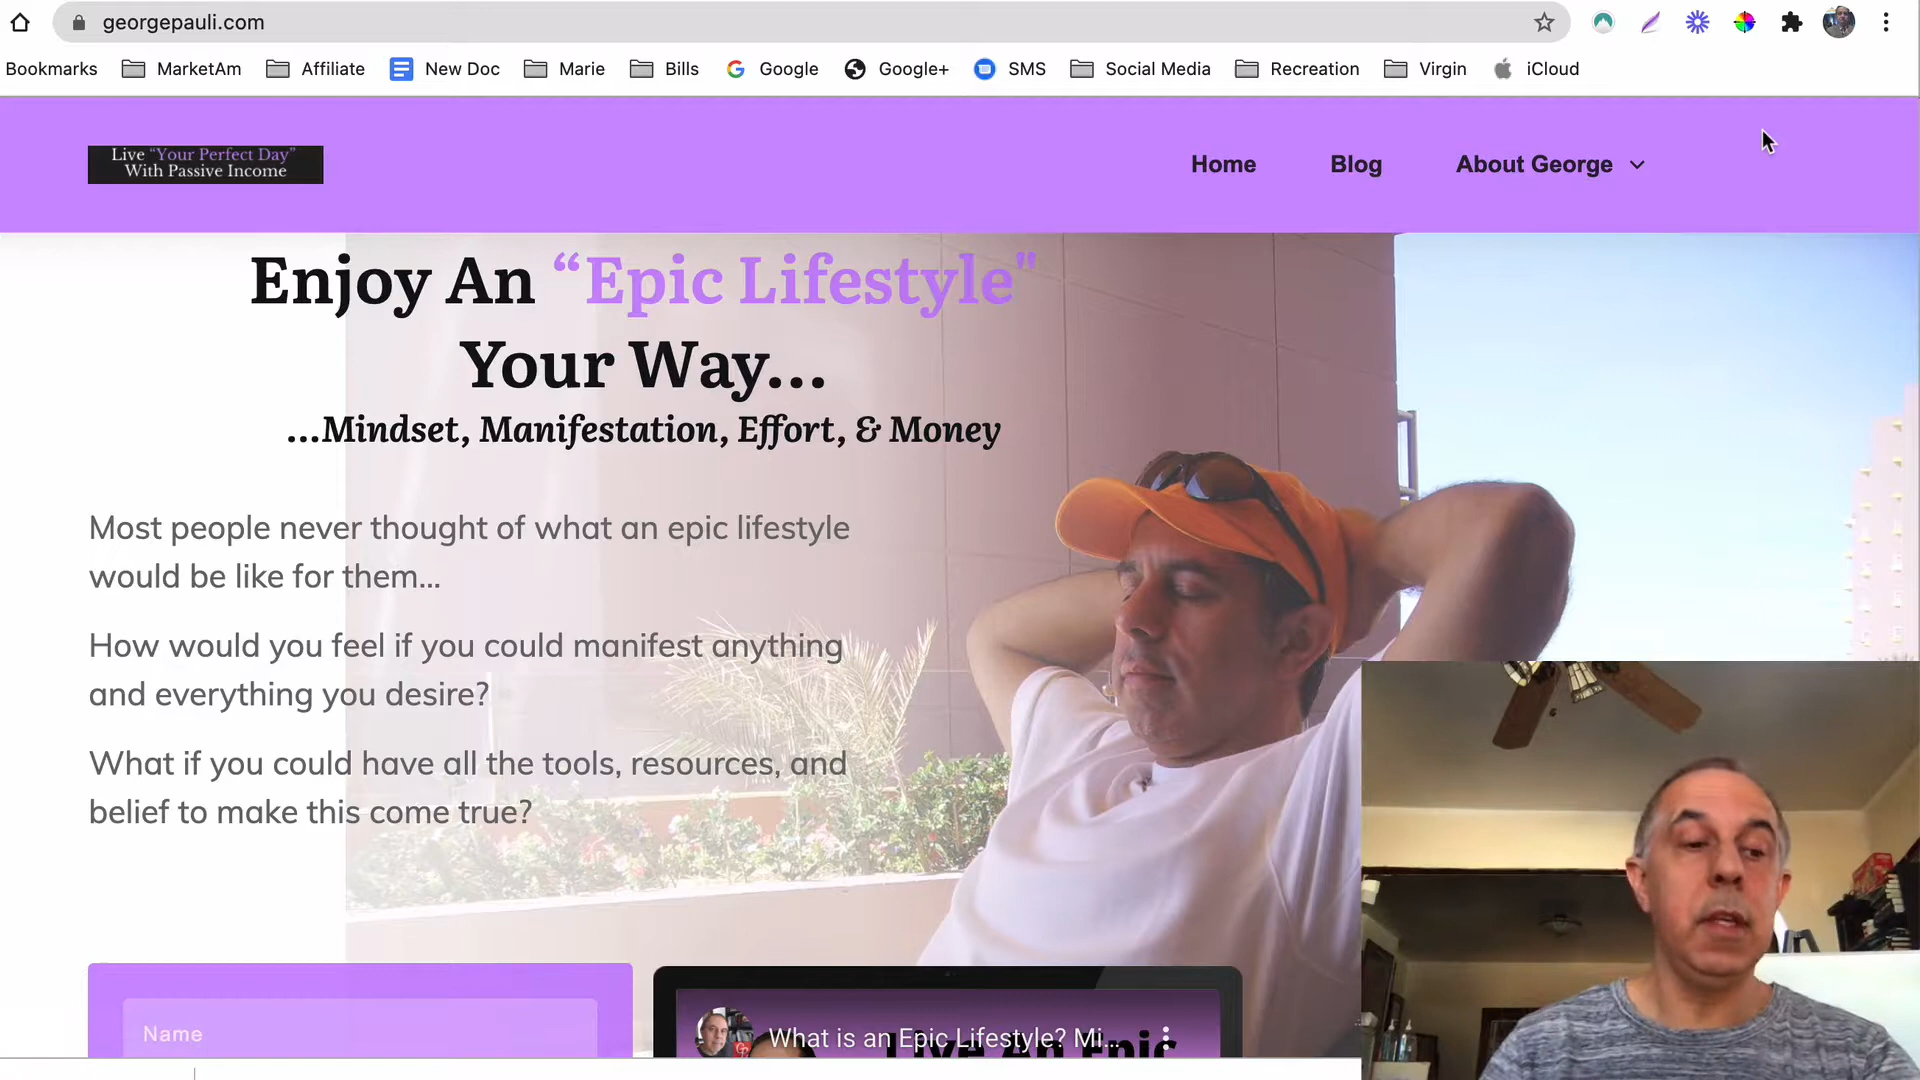 georgepauli.com
Bookmarks MarketAm Affiliate New Doc Marie Bills Google Google+ SMS Social Media Recreation Virgin iCloud
Live “Your Perfect Day”
With Passive Income
Home Blog About George
Enjoy An “Epic Lifestyle"
Your Way...
...Mindset, Manifestation, Effort, & Money
Most people never thought of what an epic lifestyle
would be like for them...
How would you feel if you could manifest anything
and everything you desire?
What if you could have all the tools, resources, and
belief to make this come true?
Name
What is an Epic Lifestyle? Mi...
Live An Epic